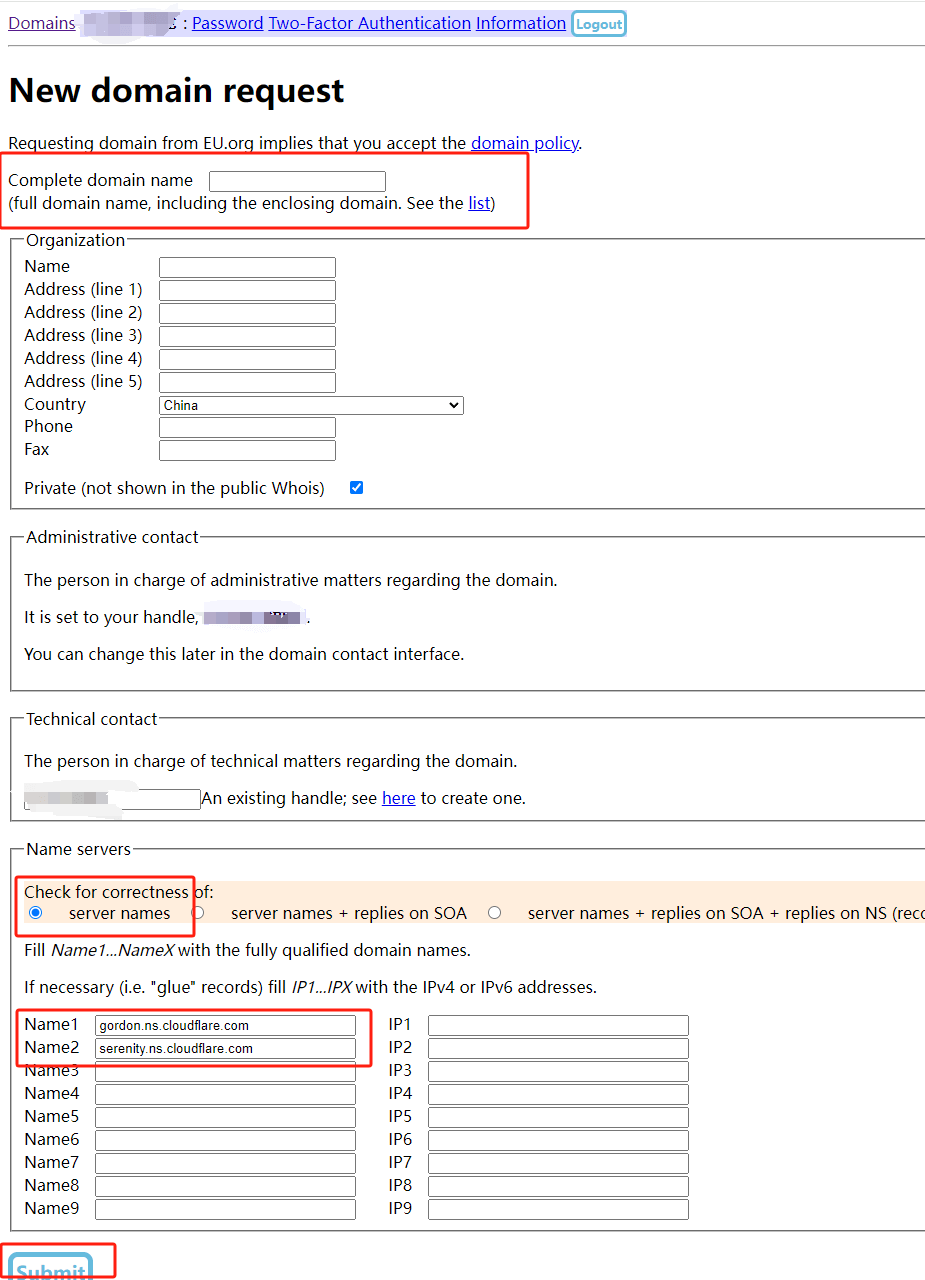 Domains : Password Two-Factor Authentication Information Logout
New domain request
Requesting domain from EU.org implies that you accept the domain policy.
Complete domain name
(full domain name, including the enclosing domain. See the list)
Organization
Name
Address (line 1)
Address (line 2)
Address (line 3)
Address (line 4)
Address (line 5)
Country China
Phone
Fax
Private (not shown in the public Whois)
Administrative contact
The person in charge of administrative matters regarding the domain.
It is set to your handle, .
You can change this later in the domain contact interface.
Technical contact
The person in charge of technical matters regarding the domain.
An existing handle; see here to create one.
Name servers
Check for correctness of:
server names server names + replies on SOA server names + replies on SOA + replies on NS (reco
Fill Name1...NameX with the fully qualified domain names.
If necessary (i.e. "glue" records) fill IP1...IPX with the IPv4 or IPv6 addresses.
Name1 gordon.ns.cloudflare.com IP1
Name2 serenity.ns.cloudflare.com IP2
Name3 IP3
Name4 IP4
Name5 IP5
Name6 IP6
Name7 IP7
Name8 IP8
Name9 IP9
Submit